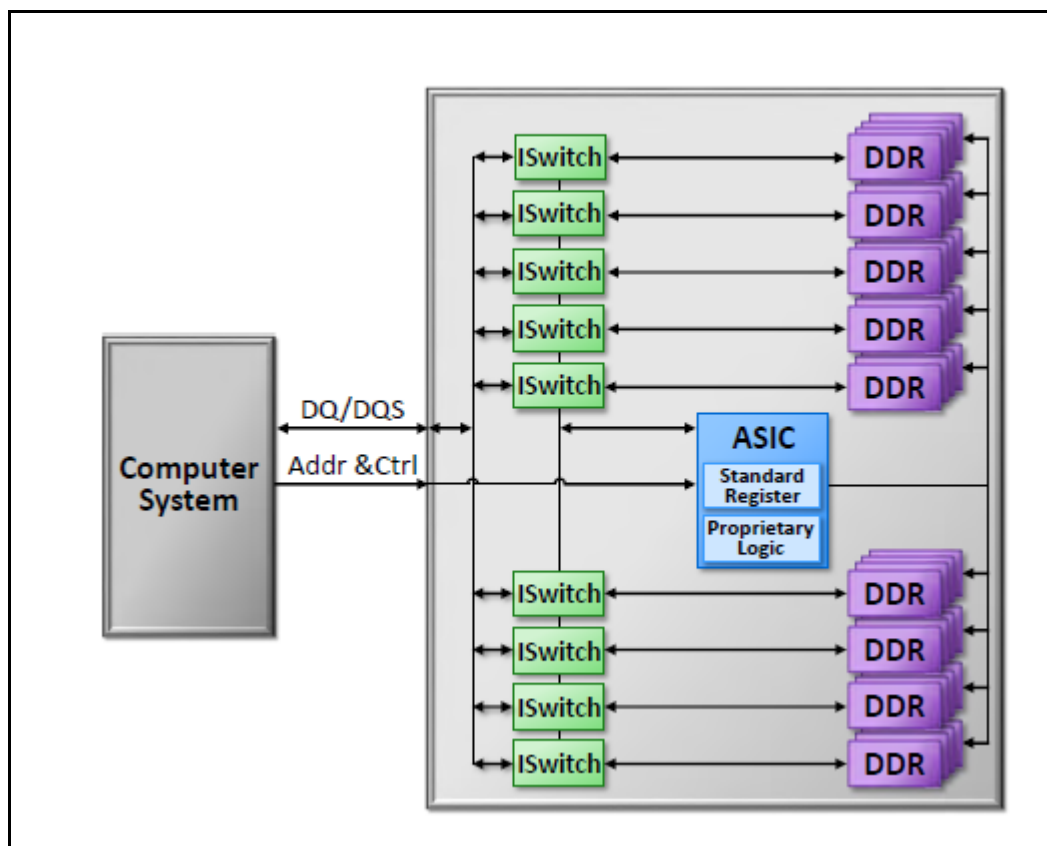 ISwitch DDR
ISwitch DDR
ISwitch DDR
ISwitch DDR
ISwitch DDR
DQ/DQS
Addr &Ctrl
Computer
System
ASIC
Standard
Register
Proprietary
Logic
ISwitch DDR
ISwitch DDR
ISwitch DDR
ISwitch DDR